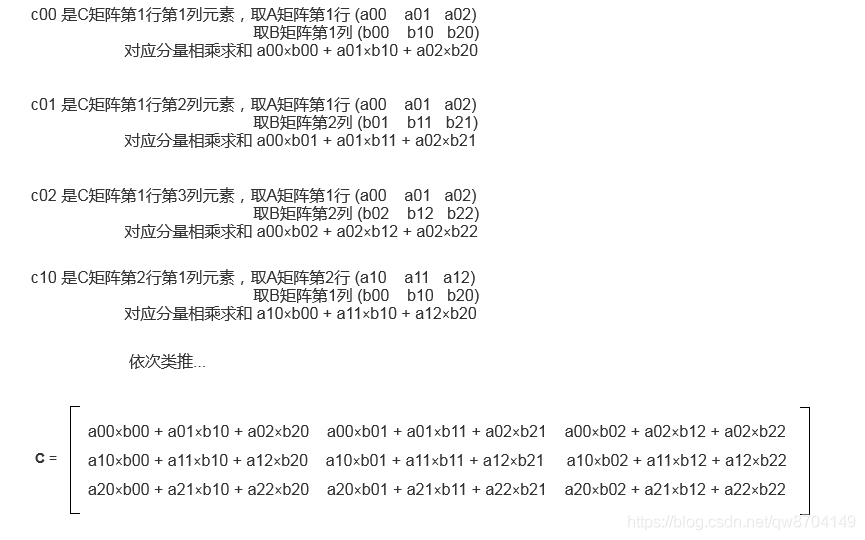 c00 是C矩阵第1行第1列元素，取A矩阵第1行 (a00 a01 a02)
取B矩阵第1列 (b00 b10 b20)
对应分量相乘求和 a00×b00 + a01×b10 + a02×b20
c01 是C矩阵第1行第2列元素，取A矩阵第1行 (a00 a01 a02)
取B矩阵第2列 (b01 b11 b21)
对应分量相乘求和 a00×b01 + a01×b11 + a02×b21
c02 是C矩阵第1行第3列元素，取A矩阵第1行 (a00 a01 a02)
取B矩阵第2列 (b02 b12 b22)
对应分量相乘求和 a00×b02 + a02×b12 + a02×b22
c10 是C矩阵第2行第1列元素，取A矩阵第2行 (a10 a11 a12)
取B矩阵第1列 (b00 b10 b20)
对应分量相乘求和 a10×b00 + a11×b10 + a12×b20
依次类推...
a00×b00 + a01×b10 + a02×b20 a00×b01 + a01×b11 + a02×b21 a00×b02 + a02×b12 + a02×b22
C = a10×b00 + a11×b10 + a12×b20 a10×b01 + a11×b11 + a12×b21 a10×b02 + a11×b12 + a12×b22
a20×b00 + a21×b10 + a22×b20 a20×b01 + a21×b11 + a22×b21 a20×b02 + a21×b12 + a22×b22
https://blog.csdn.net/qw8704149